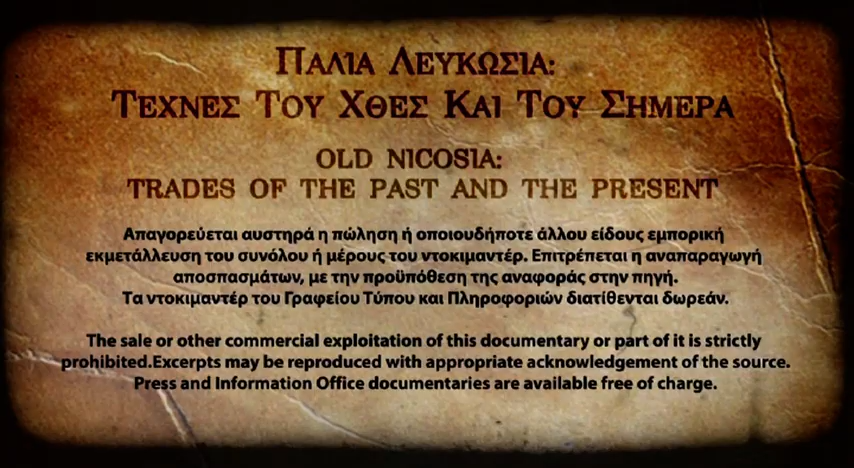 ΠΑΛΙΑ ΛΕΥΚΩΣΙΑ:
ΤΕΧΝΕΣ ΤΟΥ ΧΘΕΣ ΚΑΙ ΤΟΥ ΣΗΜΕΡΑ
OLD NICOSIA:
TRADES OF THE PAST AND THE PRESENT
Απαγορεύεται αυστηρά η πώληση ή οποιουδήποτε άλλου είδους εμπορική
εκμετάλλευση του συνόλου ή μέρους του ντοκιμαντέρ. Επιτρέπεται η αναπαραγωγή
αποσπασμάτων, με την προϋπόθεση της αναφοράς στην πηγή.
Τα ντοκιμαντέρ του Γραφείου Τύπου και Πληροφοριών διατίθενται δωρεάν.
The sale or other commercial exploitation of this documentary or part of it is strictly
prohibited.Excerpts may be reproduced with appropriate acknowledgement of the source.
Press and Information Office documentaries are available free of charge.